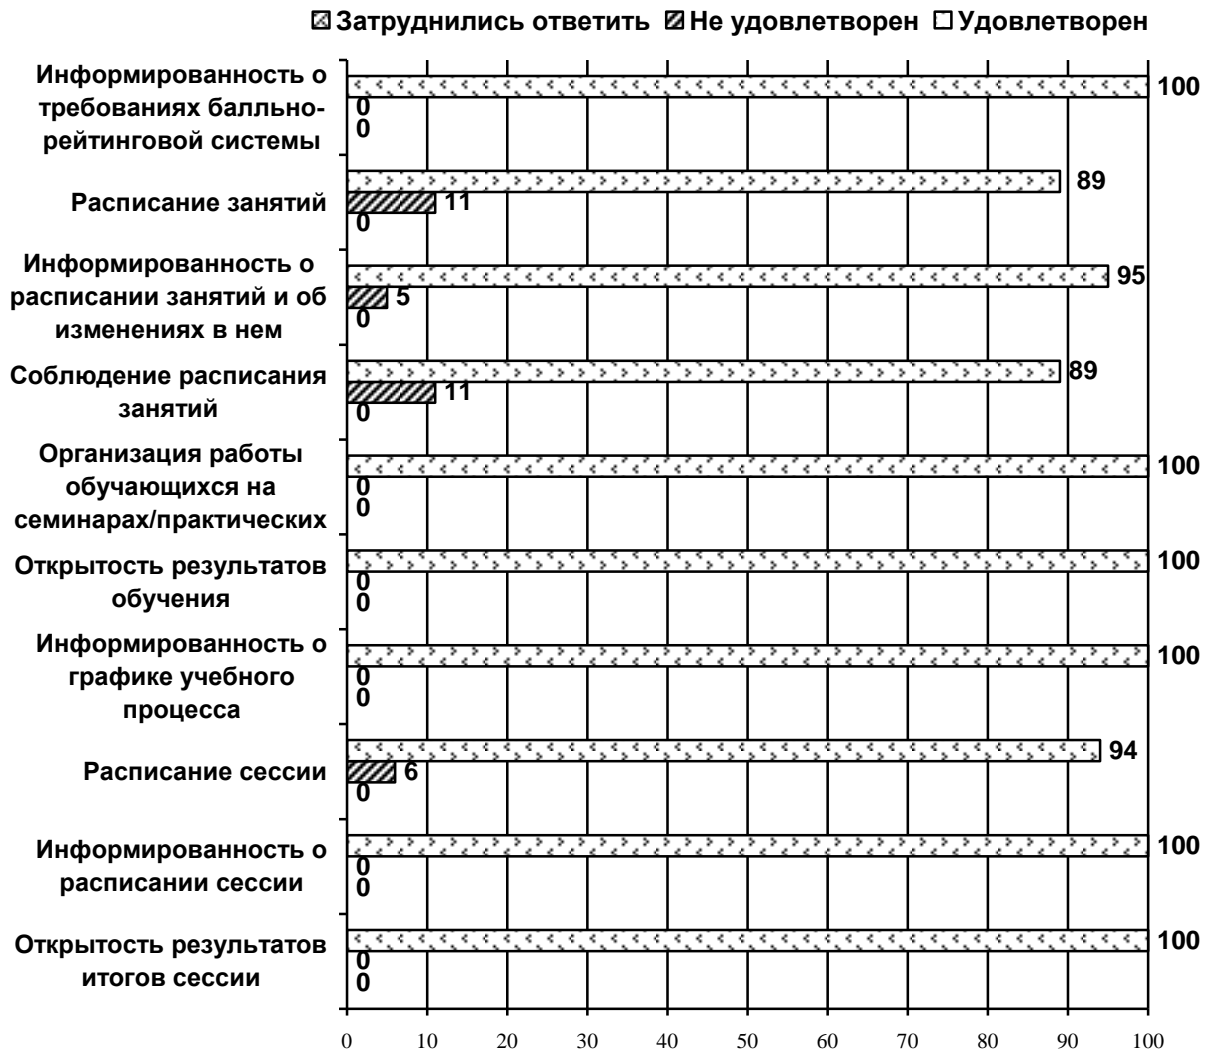 Затруднились ответить Не удовлетворен Удовлетворен
Информированность о
требованиях балльно-
рейтинговой системы
100
0
0
Расписание занятий
89
11
0
Информированность о
расписании занятий и об
изменениях в нем
95
5
0
Соблюдение расписания
занятий
89
11
0
Организация работы
обучающихся на
семинарах/практических
100
0
0
Открытость результатов
обучения
100
0
0
Информированность о
графике учебного
процесса
100
0
0
Расписание сессии
94
6
0
Информированность о
расписании сессии
100
0
0
Открытость результатов
итогов сессии
100
0
0
0 10 20 30 40 50 60 70 80 90 100